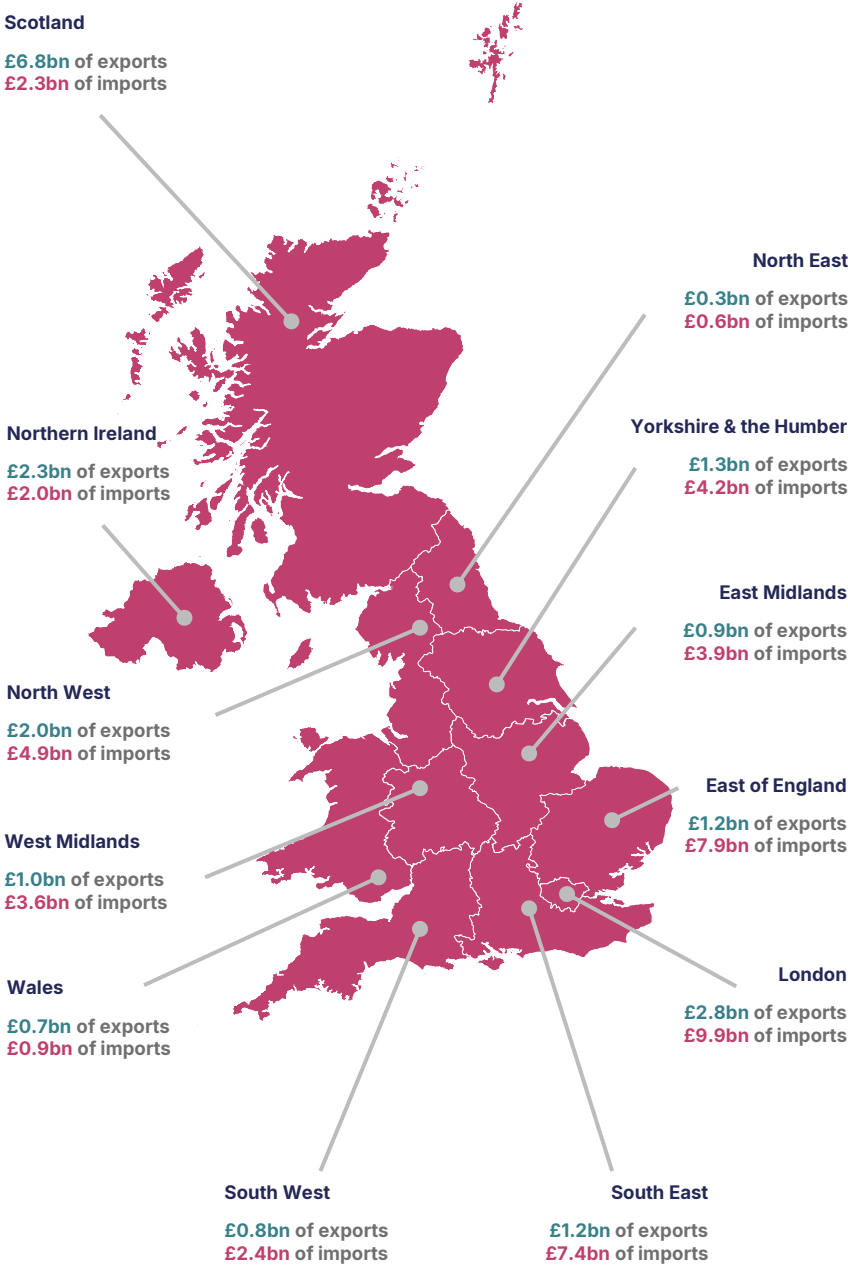 Scotland
£6.8bn of exports
£2.3bn of imports
North East
£0.3bn of exports
£0.6bn of imports
Yorkshire & the Humber
£1.3bn of exports
£4.2bn of imports
Northern Ireland
£2.3bn of exports
£2.0bn of imports
East Midlands
£0.9bn of exports
£3.9bn of imports
North West
£2.0bn of exports
£4.9bn of imports
East of England
£1.2bn of exports
£7.9bn of imports
West Midlands
£1.0bn of exports
£3.6bn of imports
London
£2.8bn of exports
£9.9bn of imports
Wales
£0.7bn of exports
£0.9bn of imports
South West
£0.8bn of exports
£2.4bn of imports
South East
£1.2bn of exports
£7.4bn of imports